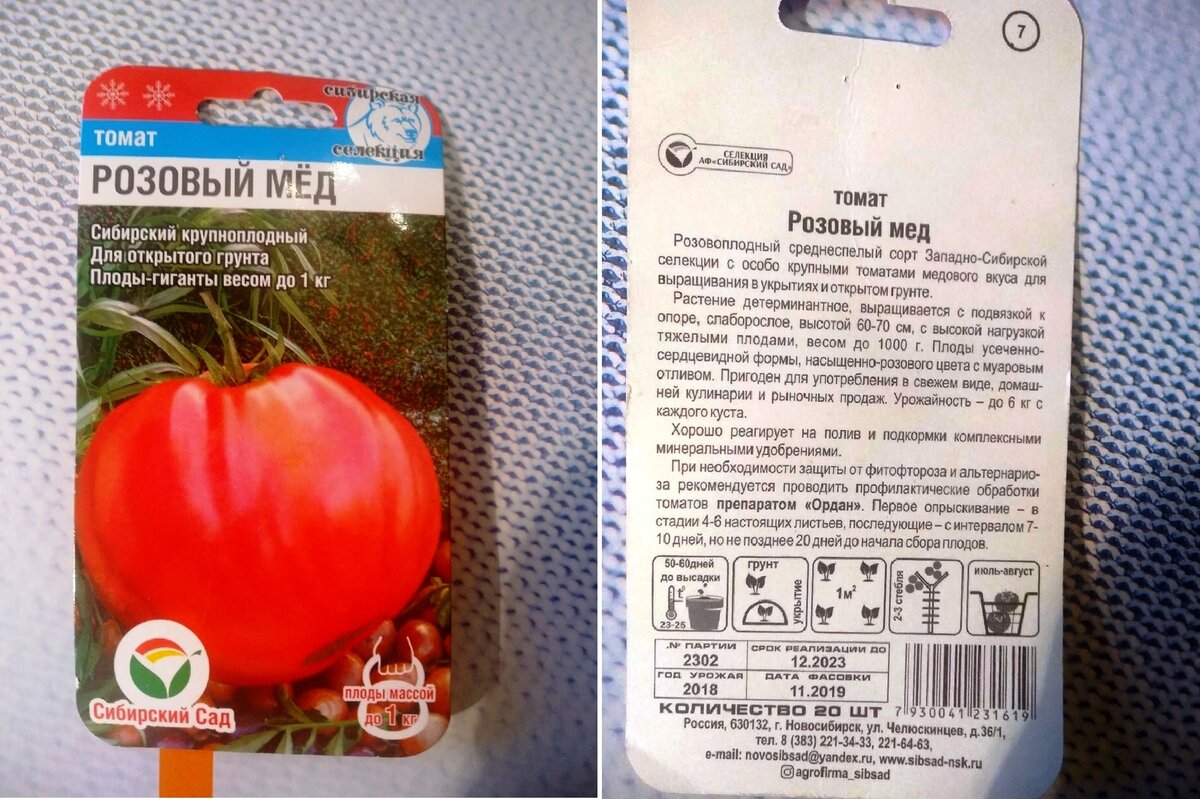 сибирская
селекция
томат
РОЗОВЫЙ МЁД
Сибирский крупноплодный
Для открытого грунта
Плоды-гиганты весом до 1 кг
Сибирский Сад
плоды массой
до 1 кг
7
СЕЛЕКЦИЯ
АФ«СИБИРСКИЙ САД»
томат
Розовый мед
Розовоплодный среднеспелый сорт Западно-Сибирской
селекции с особо крупными томатами медового вкуса для
выращивания в укрытиях и открытом грунте.
Растение детерминантное, выращивается с подвязкой к
опоре, слаборослое, высотой 60-70 см, с высокой нагрузкой
тяжелыми плодами, весом до 1000 г. Плоды усеченно-
сердцевидной формы, насыщенно-розового цвета с муаровым
отливом. Пригоден для употребления в свежем виде, домаш-
ней кулинарии и рыночных продаж. Урожайность – до 6 кг с
каждого куста.
Хорошо реагирует на полив и подкормки комплексными
минеральными удобрениями.
При необходимости защиты от фитофтороза и альтернарио-
за рекомендуется проводить профилактические обработки
томатов препаратом «Ордан». Первое опрыскивание – в
стадии 4-6 настоящих листьев, последующие – с интервалом 7-
10 дней, но не позднее 20 дней до начала сбора плодов.
50-60дней
до высадки
t°
23-25
грунт
укрытие
1м²
2-3 стебля
июль-август
.№ ПАРТИИ
2302
СРОК РЕАЛИЗАЦИИ ДО
12.2023
ГОД УРОЖАЯ
2018
ДАТА ФАСОВКИ
11.2019
КОЛИЧЕСТВО 20 ШТ
7 930041 231619
Россия, 630132, г. Новосибирск, ул. Челюскинцев, д.36/1,
тел. 8 (383) 221-34-33, 221-64-63,
e-mail: novosibsad@yandex.ru, www.sibsad-nsk.ru
agrofirma_sibsad